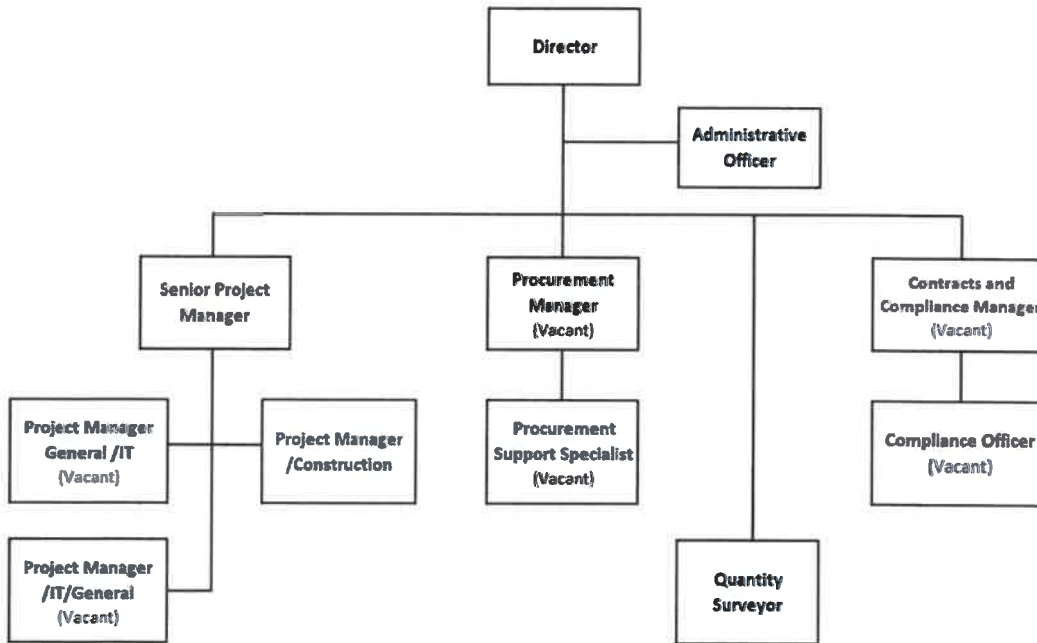 Director
Administrative
Officer
Senior Project
Manager
Procurement
Manager
(Vacant)
Contracts and
Compliance Manager
(Vacant)
Project Manager
General /IT
(Vacant)
Project Manager
/Construction
Procurement
Support Specialist
(Vacant)
Compliance Officer
(Vacant)
Project Manager
/IT/General
(Vacant)
Quantity
Surveyor